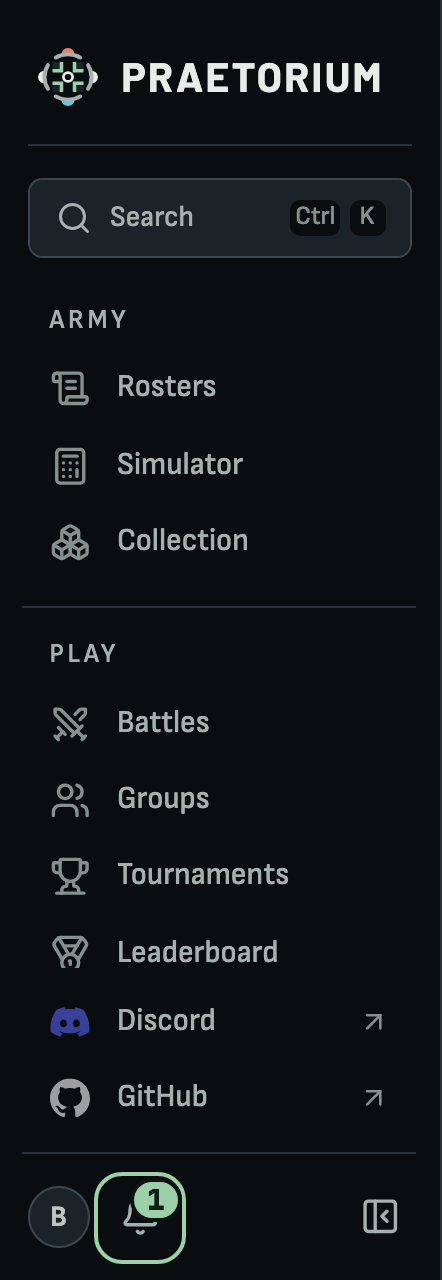 PRAETORIUM
Search Ctrl K
ARMY
Rosters
Simulator
Collection
PLAY
Battles
Groups
Tournaments
Leaderboard
Discord
GitHub
B 1